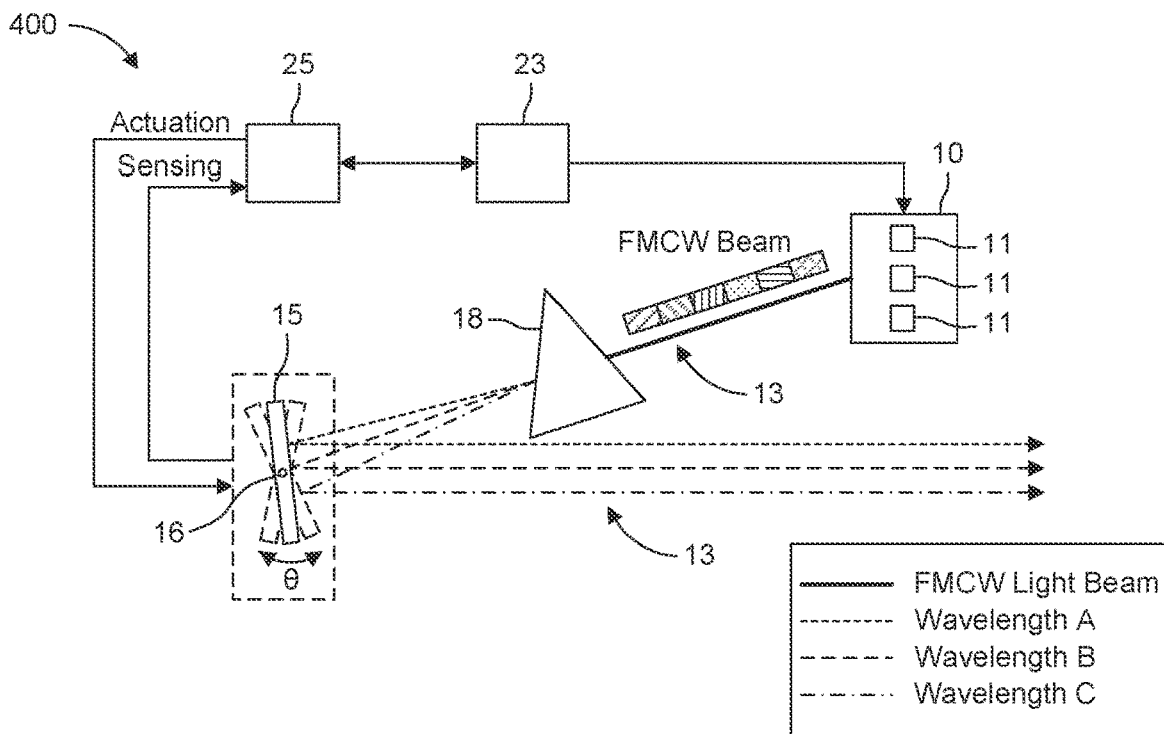 400
25
23
Actuation
Sensing
10
FMCW Beam
11
11
11
18
15
13
16
13
θ
FMCW Light Beam
Wavelength A
Wavelength B
Wavelength C